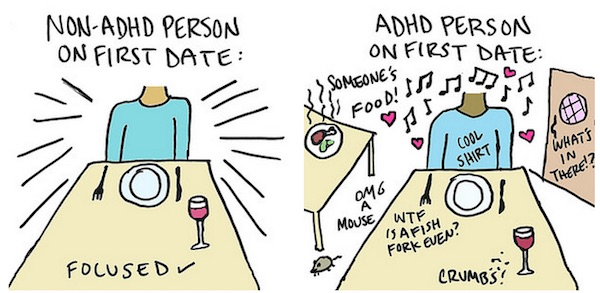 NON-ADHD PERSON
ON FIRST DATE:
FOCUSED ✓
ADHD PERSON
ON FIRST DATE:
SOMEONE'S
FOOD!
COOL
SHIRT
WHAT'S
IN
THERE!?
OMG
A
MOUSE
WTF
IS A FISH
FORK EVEN?
CRUMBS!